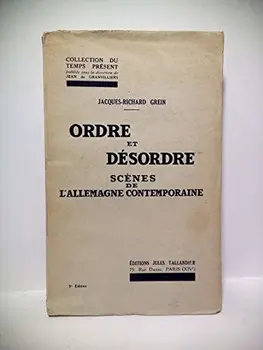 COLLECTION DU
TEMPS PRÉSENT
publiée sous la direction de
JEAN de GRANVILLIERS
JACQUES-RICHARD GREIN
ORDRE
ET
DÉSORDRE
SCÈNES
DE
L'ALLEMAGNE CONTEMPORAINE
ÉDITIONS JULES TALLANDIER
75, Rue Dareau, PARIS (XIVᵉ)
Édition